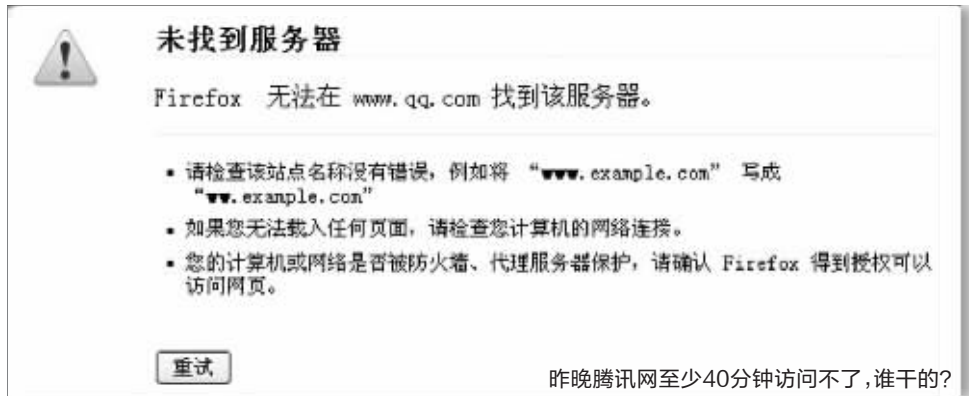 未找到服务器
Firefox 无法在 www.qq.com 找到该服务器。
▪ 请检查该站点名称没有错误，例如将 “www.example.com” 写成
“ww.example.com”
▪ 如果您无法载入任何页面，请检查您计算机的网络连接。
▪ 您的计算机或网络是否被防火墙、代理服务器保护，请确认 Firefox 得到授权可以
访问网页。
重试
昨晚腾讯网至少40分钟访问不了，谁干的？